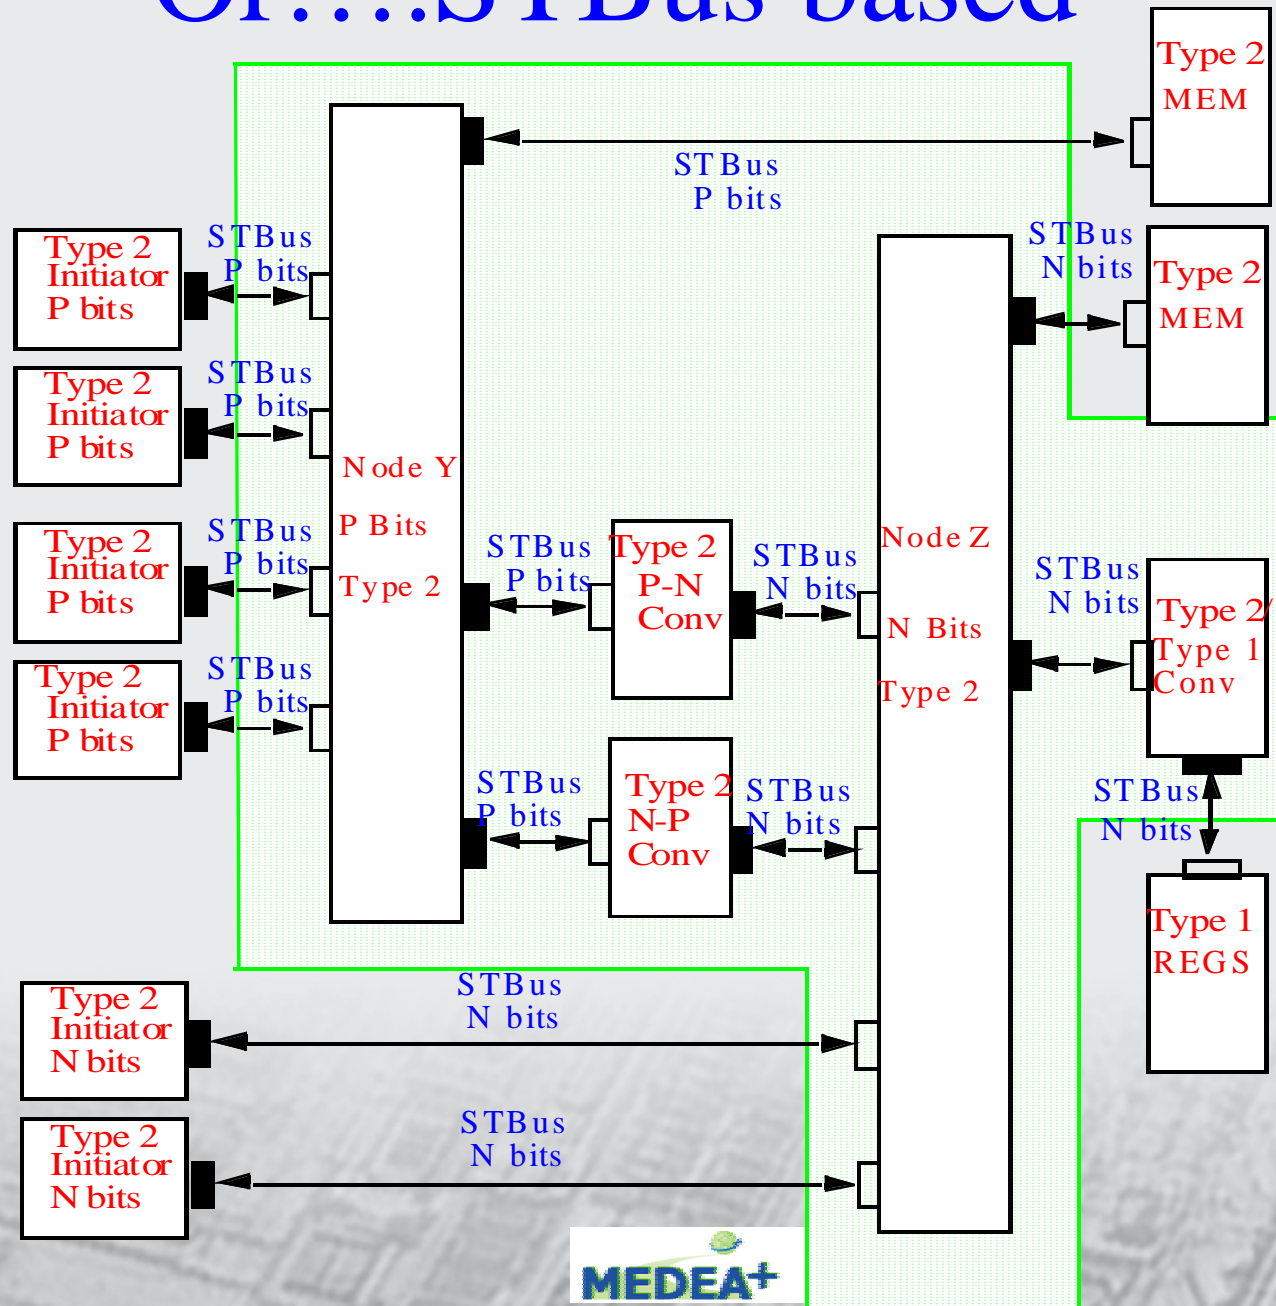 Or....STBus based
Type 2
MEM
STBus
P bits
Type 2
Initiator
P bits
STBus
P bits
STBus
N bits
Type 2
MEM
Type 2
Initiator
P bits
STBus
P bits
Node Y
P Bits
Type 2
Type 2
Initiator
P bits
STBus
P bits
STBus
P bits
Type 2
P-N
Conv
STBus
N bits
Node Z
N Bits
Type 2
STBus
N bits
Type 2/
Type 1
Conv
Type 2
Initiator
P bits
STBus
P bits
STBus
P bits
Type 2
N-P
Conv
STBus
N bits
STBus
N bits
Type 1
REGS
Type 2
Initiator
N bits
STBus
N bits
Type 2
Initiator
N bits
STBus
N bits
MEDEA+